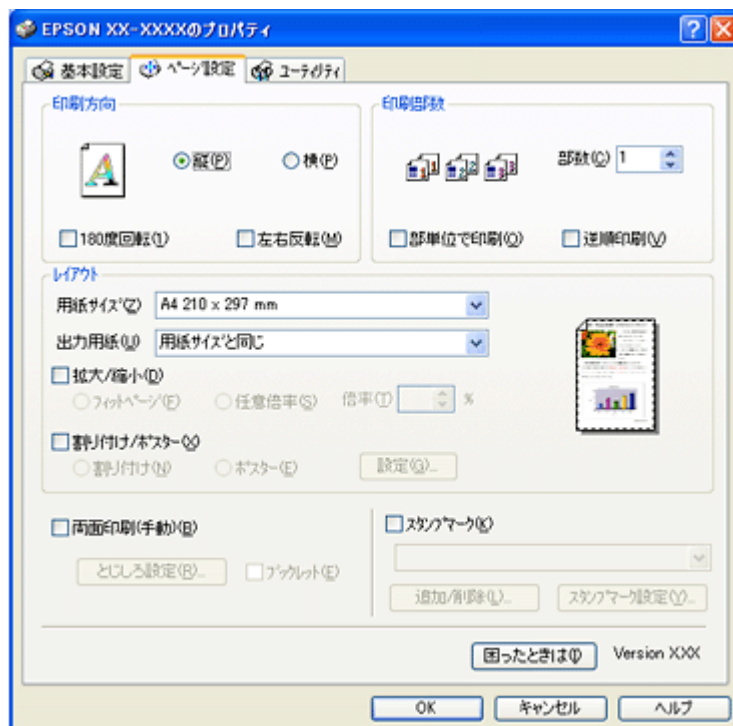 EPSON XX-XXXXのプロパティ
基本設定 ページ設定 ユーティリティ
印刷方向
縦(P) 横(P)
180度回転(1) 左右反転(M)
印刷部数
部数(C) 1
部単位で印刷(O) 逆順印刷(V)
レイアウト
用紙サイズ(Z) A4 210 x 297 mm
出力用紙(U) 用紙サイズと同じ
拡大/縮小(D)
フィットページ(F) 任意倍率(S) 倍率(T) %
割り付け/ポスター(X)
割り付け(N) ポスター(E) 設定(G)...
両面印刷(手動)(B)
とじしろ設定(R)... ブックレット(E)
スタンプマーク(K)
追加/削除(L)... スタンプマーク設定(Y)...
困ったときは(I) Version XXX
OK キャンセル ヘルプ